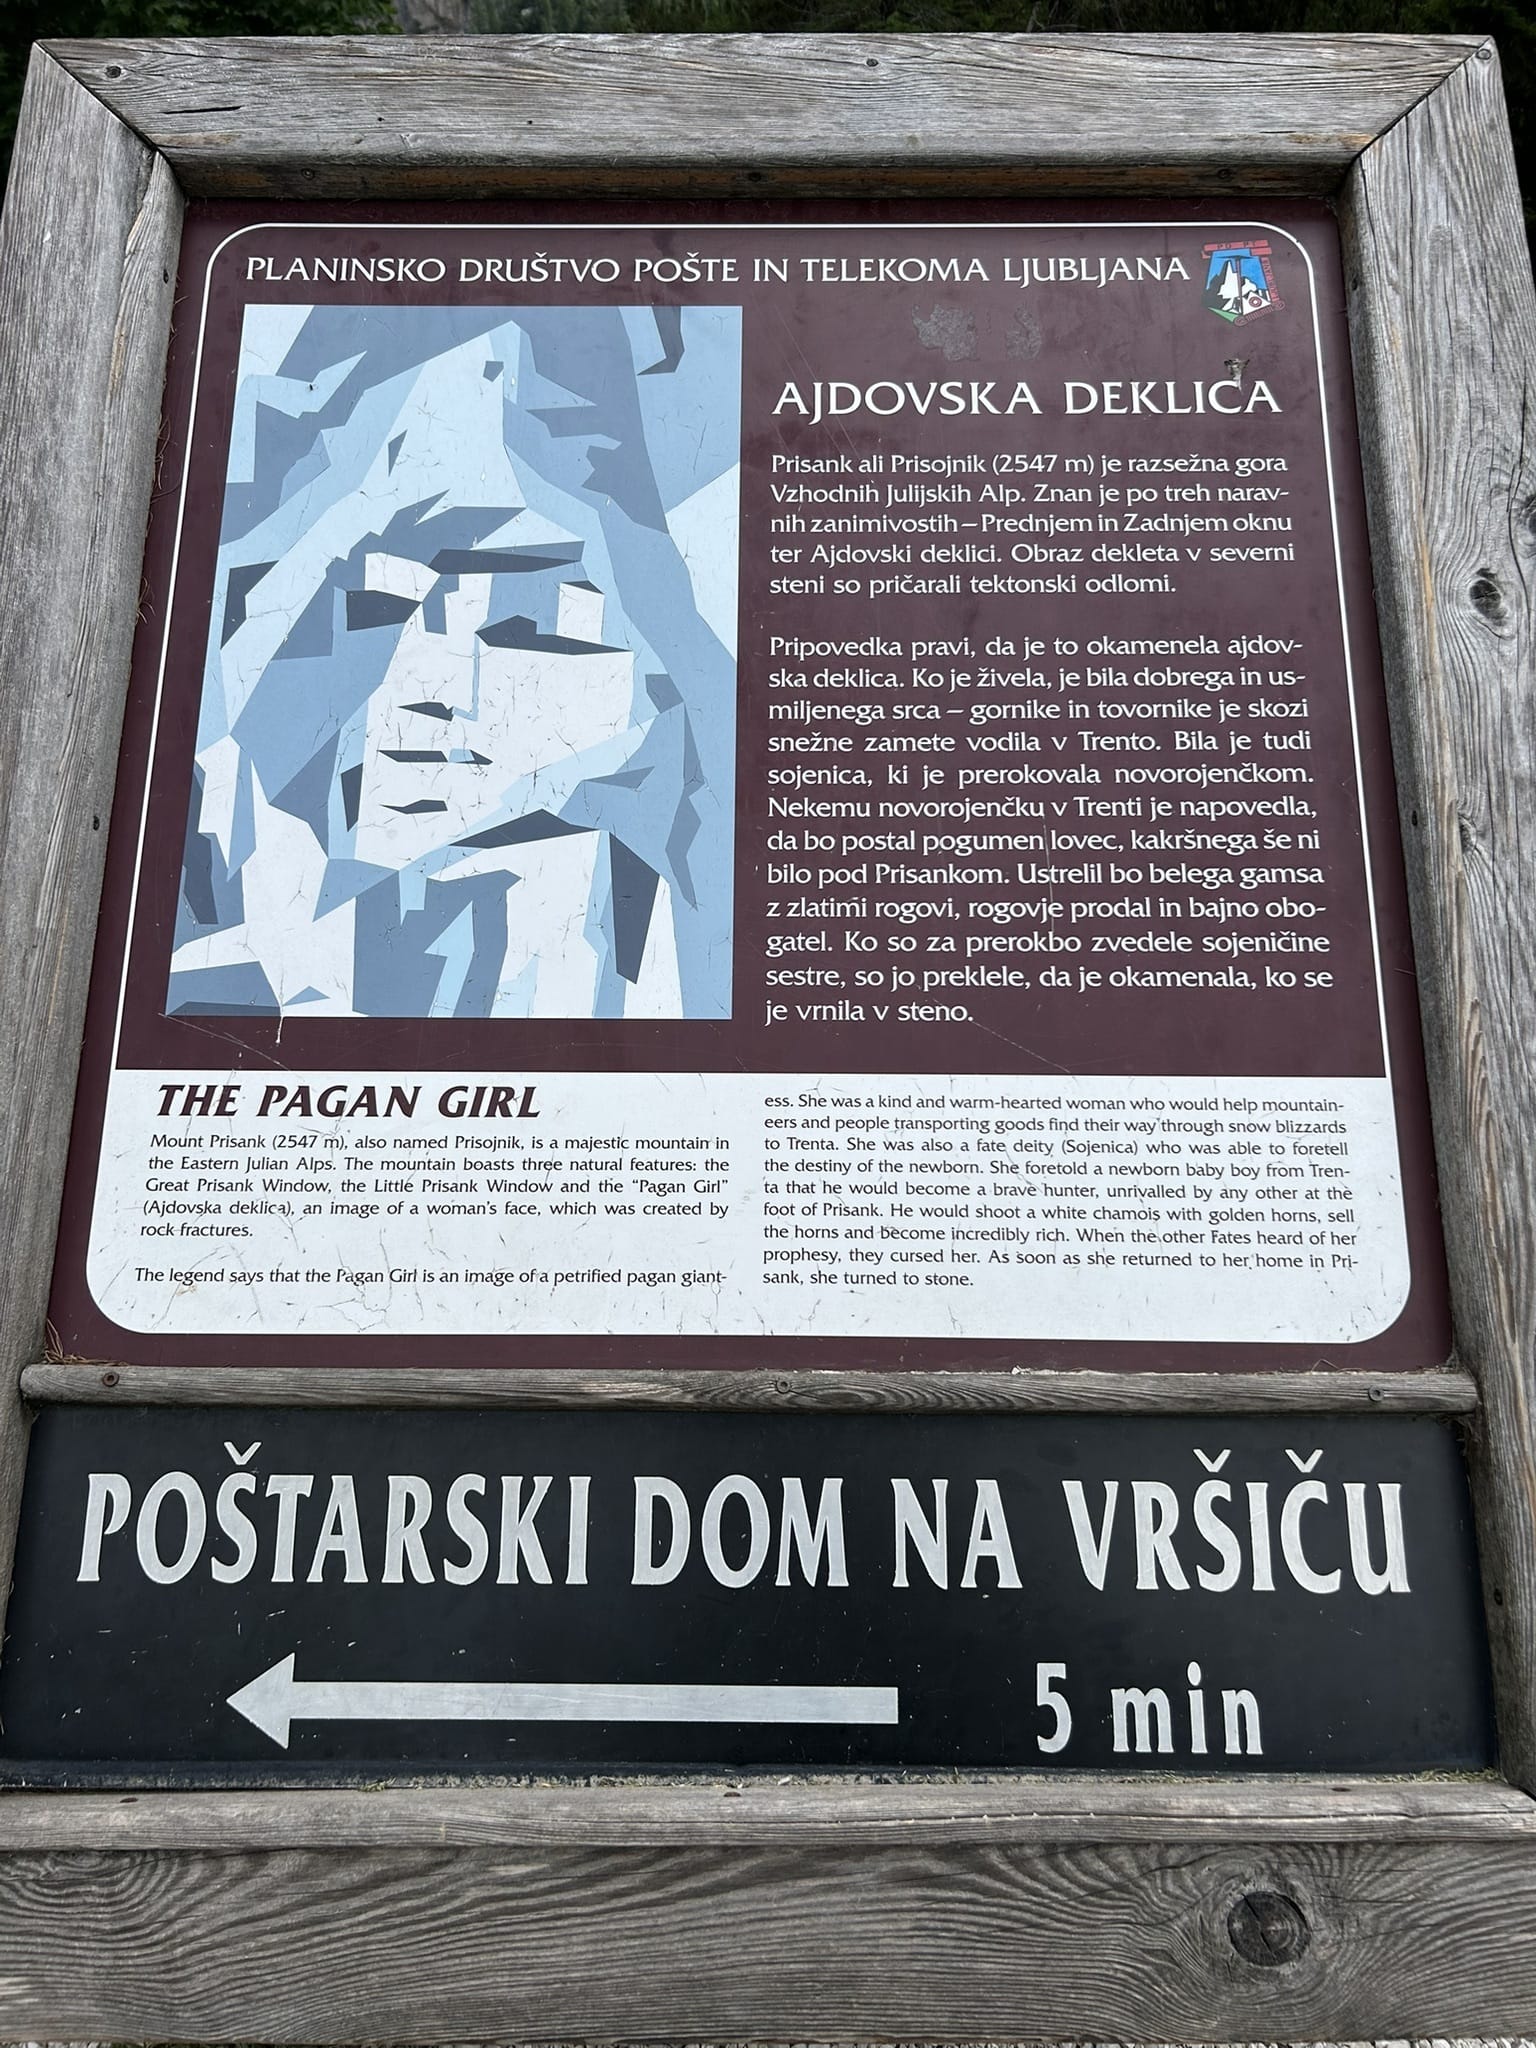 PLANINSKO DRUŠTVO POŠTE IN TELEKOMA LJUBLJANA
PD PT
AJDOVSKA DEKLICA
Prisank ali Prisojnik (2547 m) je razsežna gora
Vzhodnih Julijskih Alp. Znan je po treh narav-
nih zanimivostih – Prednjem in Zadnjem oknu
ter Ajdovski deklici. Obraz dekleta v severni
steni so pričarali tektonski odlomi.
Pripovedka pravi, da je to okamenela ajdov-
ska deklica. Ko je živela, je bila dobrega in us-
miljenega srca – gornike in tovornike je skozi
snežne zamete vodila v Trento. Bila je tudi
sojenica, ki je prerokovala novorojenčkom.
Nekemu novorojenčku v Trenti je napovedla,
da bo postal pogumen lovec, kakršnega še ni
bilo pod Prisankom. Ustrelil bo belega gamsa
z zlatimi rogovi, rogovje prodal in bajno obo-
gatel. Ko so za prerokbo zvedele sojeničine
sestre, so jo preklele, da je okamenala, ko se
je vrnila v steno.
THE PAGAN GIRL
Mount Prisank (2547 m), also named Prisojnik, is a majestic mountain in
the Eastern Julian Alps. The mountain boasts three natural features: the
Great Prisank Window, the Little Prisank Window and the “Pagan Girl”
(Ajdovska deklica), an image of a woman's face, which was created by
rock fractures.
The legend says that the Pagan Girl is an image of a petrified pagan giant-
ess. She was a kind and warm-hearted woman who would help mountain-
eers and people transporting goods find their way through snow blizzards
to Trenta. She was also a fate deity (Sojenica) who was able to foretell
the destiny of the newborn. She foretold a newborn baby boy from Tren-
ta that he would become a brave hunter, unrivalled by any other at the
foot of Prisank. He would shoot a white chamois with golden horns, sell
the horns and become incredibly rich. When the other Fates heard of her
prophesy, they cursed her. As soon as she returned to her home in Pri-
sank, she turned to stone.
POŠTARSKI DOM NA VRŠIČU
5 min